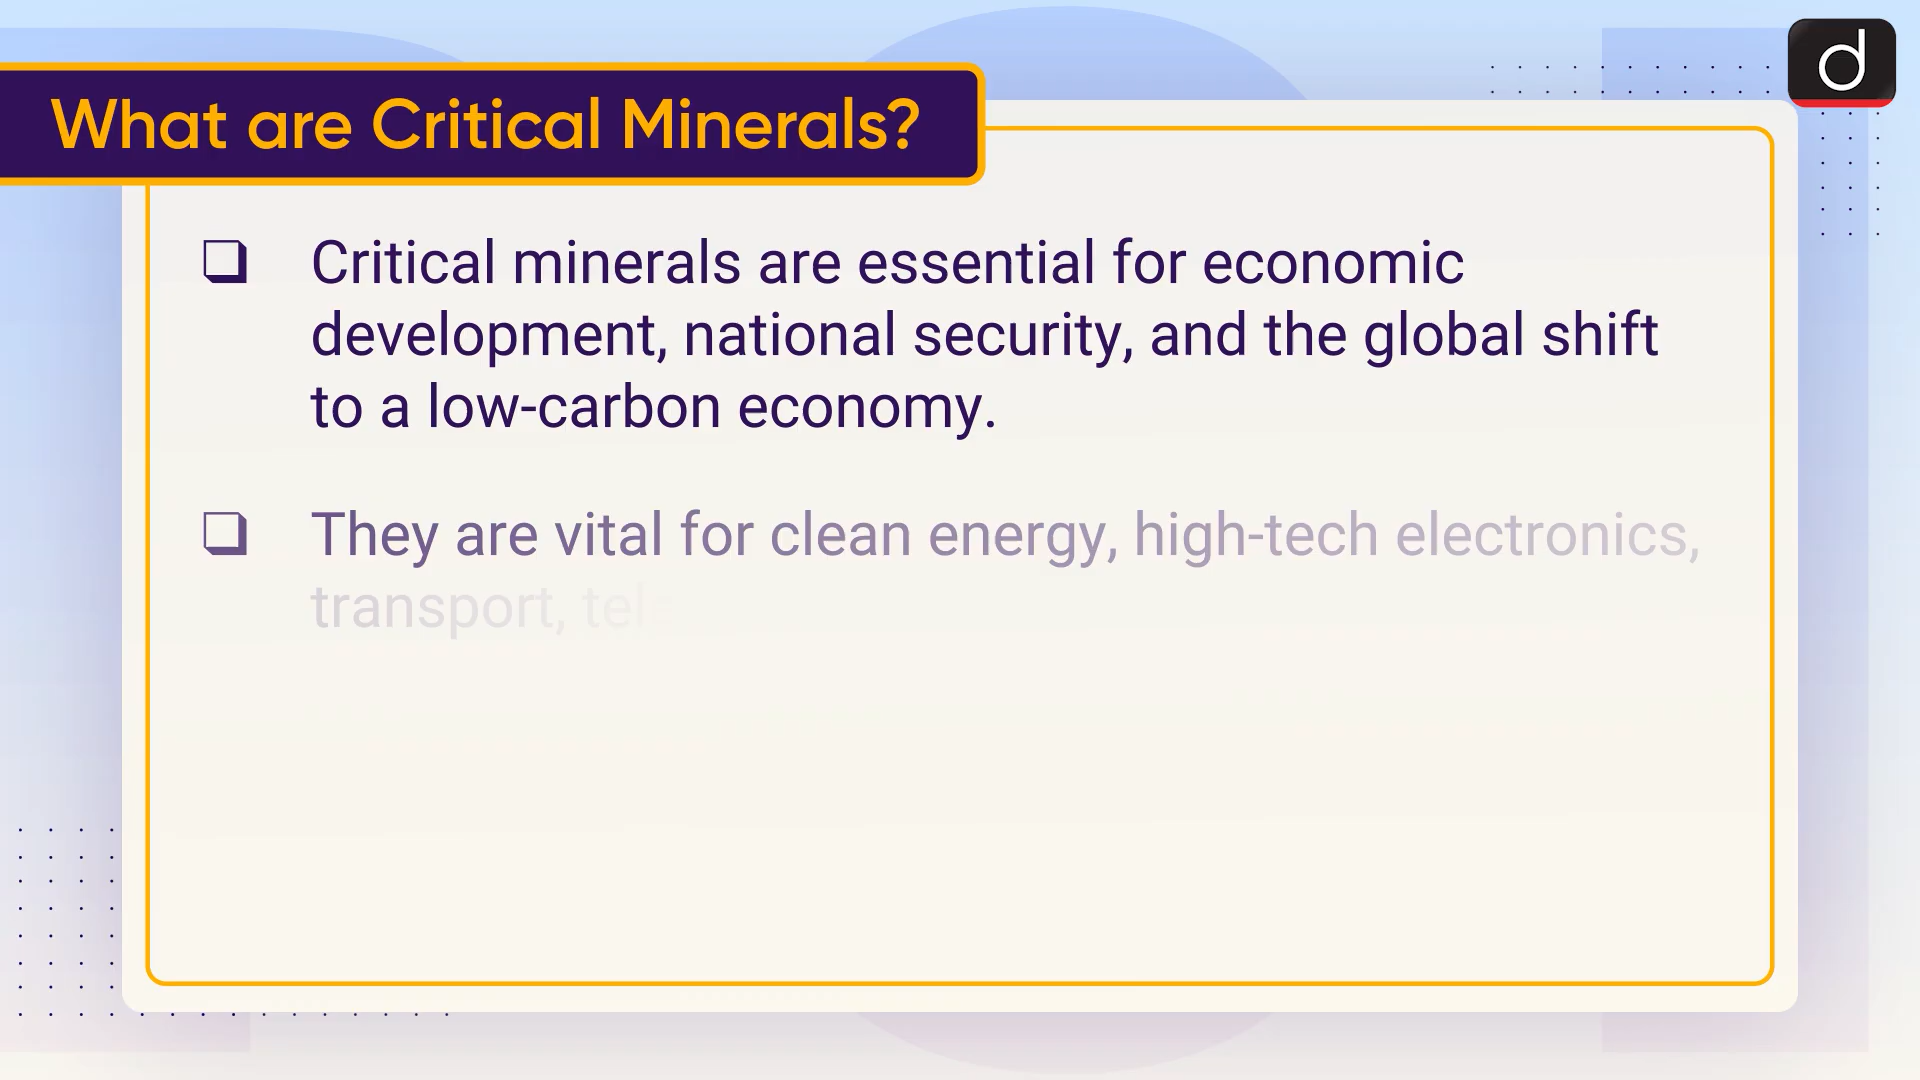 What are Critical Minerals?
Critical minerals are essential for economic
development, national security, and the global shift
to a low-carbon economy.
They are vital for clean energy, high-tech electronics,
transport,
d